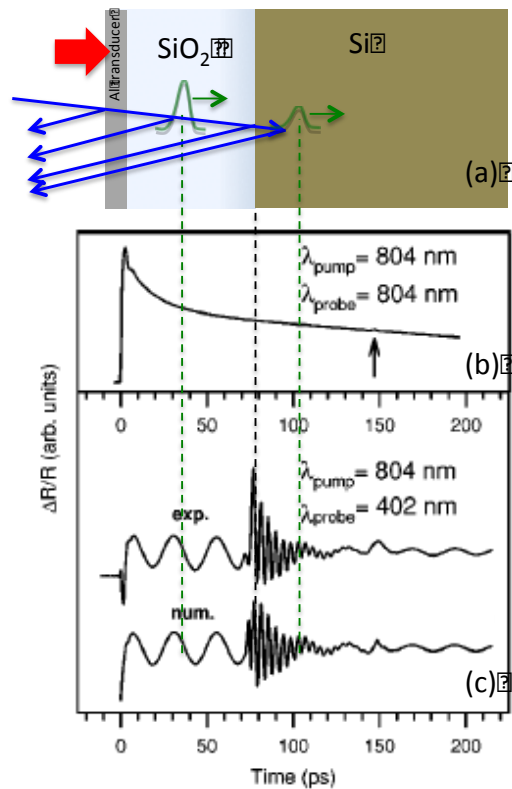 Al transducer
SiO2
Si
(a)
λpump= 804 nm
λprobe= 804 nm
(b)
0 50 100 150 200
ΔR/R (arb. units)
λpump= 804 nm
λprobe= 402 nm
exp.
num.
(c)
0 50 100 150 200
Time (ps)